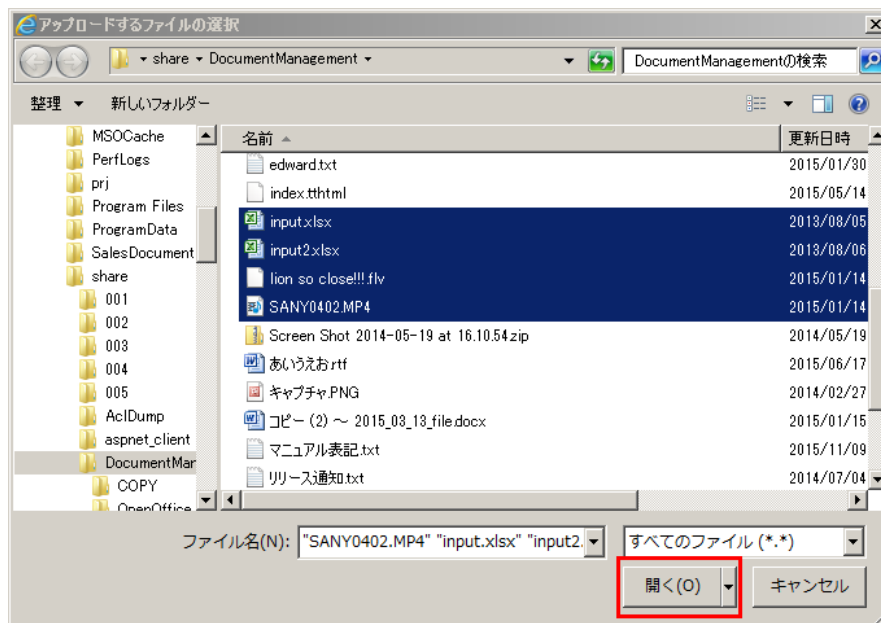 アップロードするファイルの選択
share DocumentManagement
DocumentManagementの検索
整理
新しいフォルダー
MSOCache
PerfLogs
prj
Program Files
ProgramData
SalesDocument
share
001
002
003
004
005
AclDump
aspnet_client
DocumentMar
COPY
OpenOffice
名前 更新日時
edward.txt 2015/01/30
index.tthtml 2015/05/14
input.xlsx 2013/08/05
input2.xlsx 2013/08/06
lion so close!!!.flv 2015/01/14
SANY0402.MP4 2015/01/14
Screen Shot 2014-05-19 at 16.10.54.zip 2014/05/19
あいうえお.rtf 2015/06/17
キャプチャ.PNG 2014/02/27
コピー (2) ～ 2015_03_13_file.docx 2015/01/15
マニュアル表記.txt 2015/11/09
リリース通知.txt 2014/07/04
ファイル名(N): "SANY0402.MP4" "input.xlsx" "input2. すべてのファイル (*.*)
開く(O) キャンセル